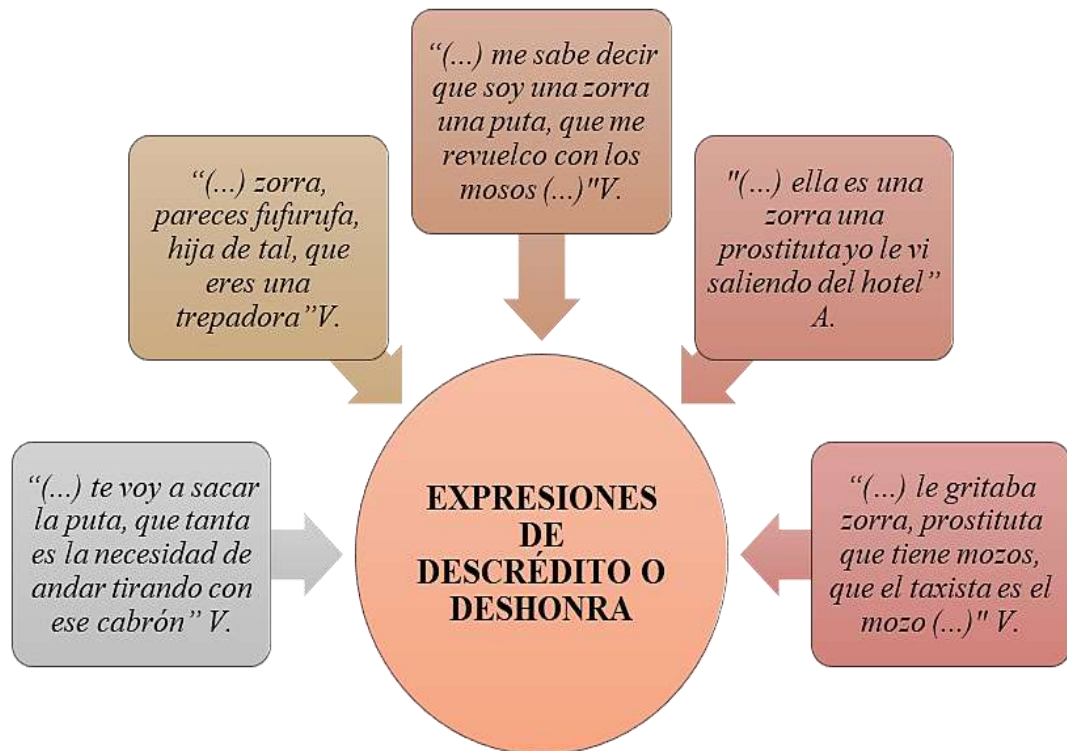 “(...) te voy a sacar
la puta, que tanta
es la necesidad de
andar tirando con
ese cabrón” V.
“(...) zorra,
pareces fufurufa,
hija de tal, que
eres una
trepadora”V.
“(...) me sabe decir
que soy una zorra
una puta, que me
revuelco con los
mosos (...)"V.
"(...) ella es una
zorra una
prostituta yo le vi
saliendo del hotel”
A.
“(...) le gritaba
zorra, prostituta
que tiene mozos,
que el taxista es el
mozo (...)" V.
EXPRESIONES
DE
DESCRÉDITO O
DESHONRA